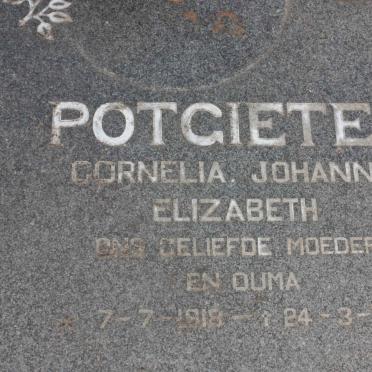 POTGIETE
CORNELIA. JOHANN
ELIZABETH
ONS GELIEFDE MOEDER
EN OUMA
* 7-7-1918 - † 24-3-